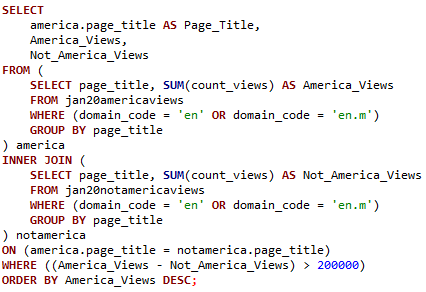 SELECT
    america.page_title AS Page_Title,
    America_Views,
    Not_America_Views
FROM (
    SELECT page_title, SUM(count_views) AS America_Views
    FROM jan20americaviews
    WHERE (domain_code = 'en' OR domain_code = 'en.m')
    GROUP BY page_title
) america
INNER JOIN (
    SELECT page_title, SUM(count_views) AS Not_America_Views
    FROM jan20notamericaviews
    WHERE (domain_code = 'en' OR domain_code = 'en.m')
    GROUP BY page_title
) notamerica
ON (america.page_title = notamerica.page_title)
WHERE ((America_Views - Not_America_Views) > 200000)
ORDER BY America_Views DESC;